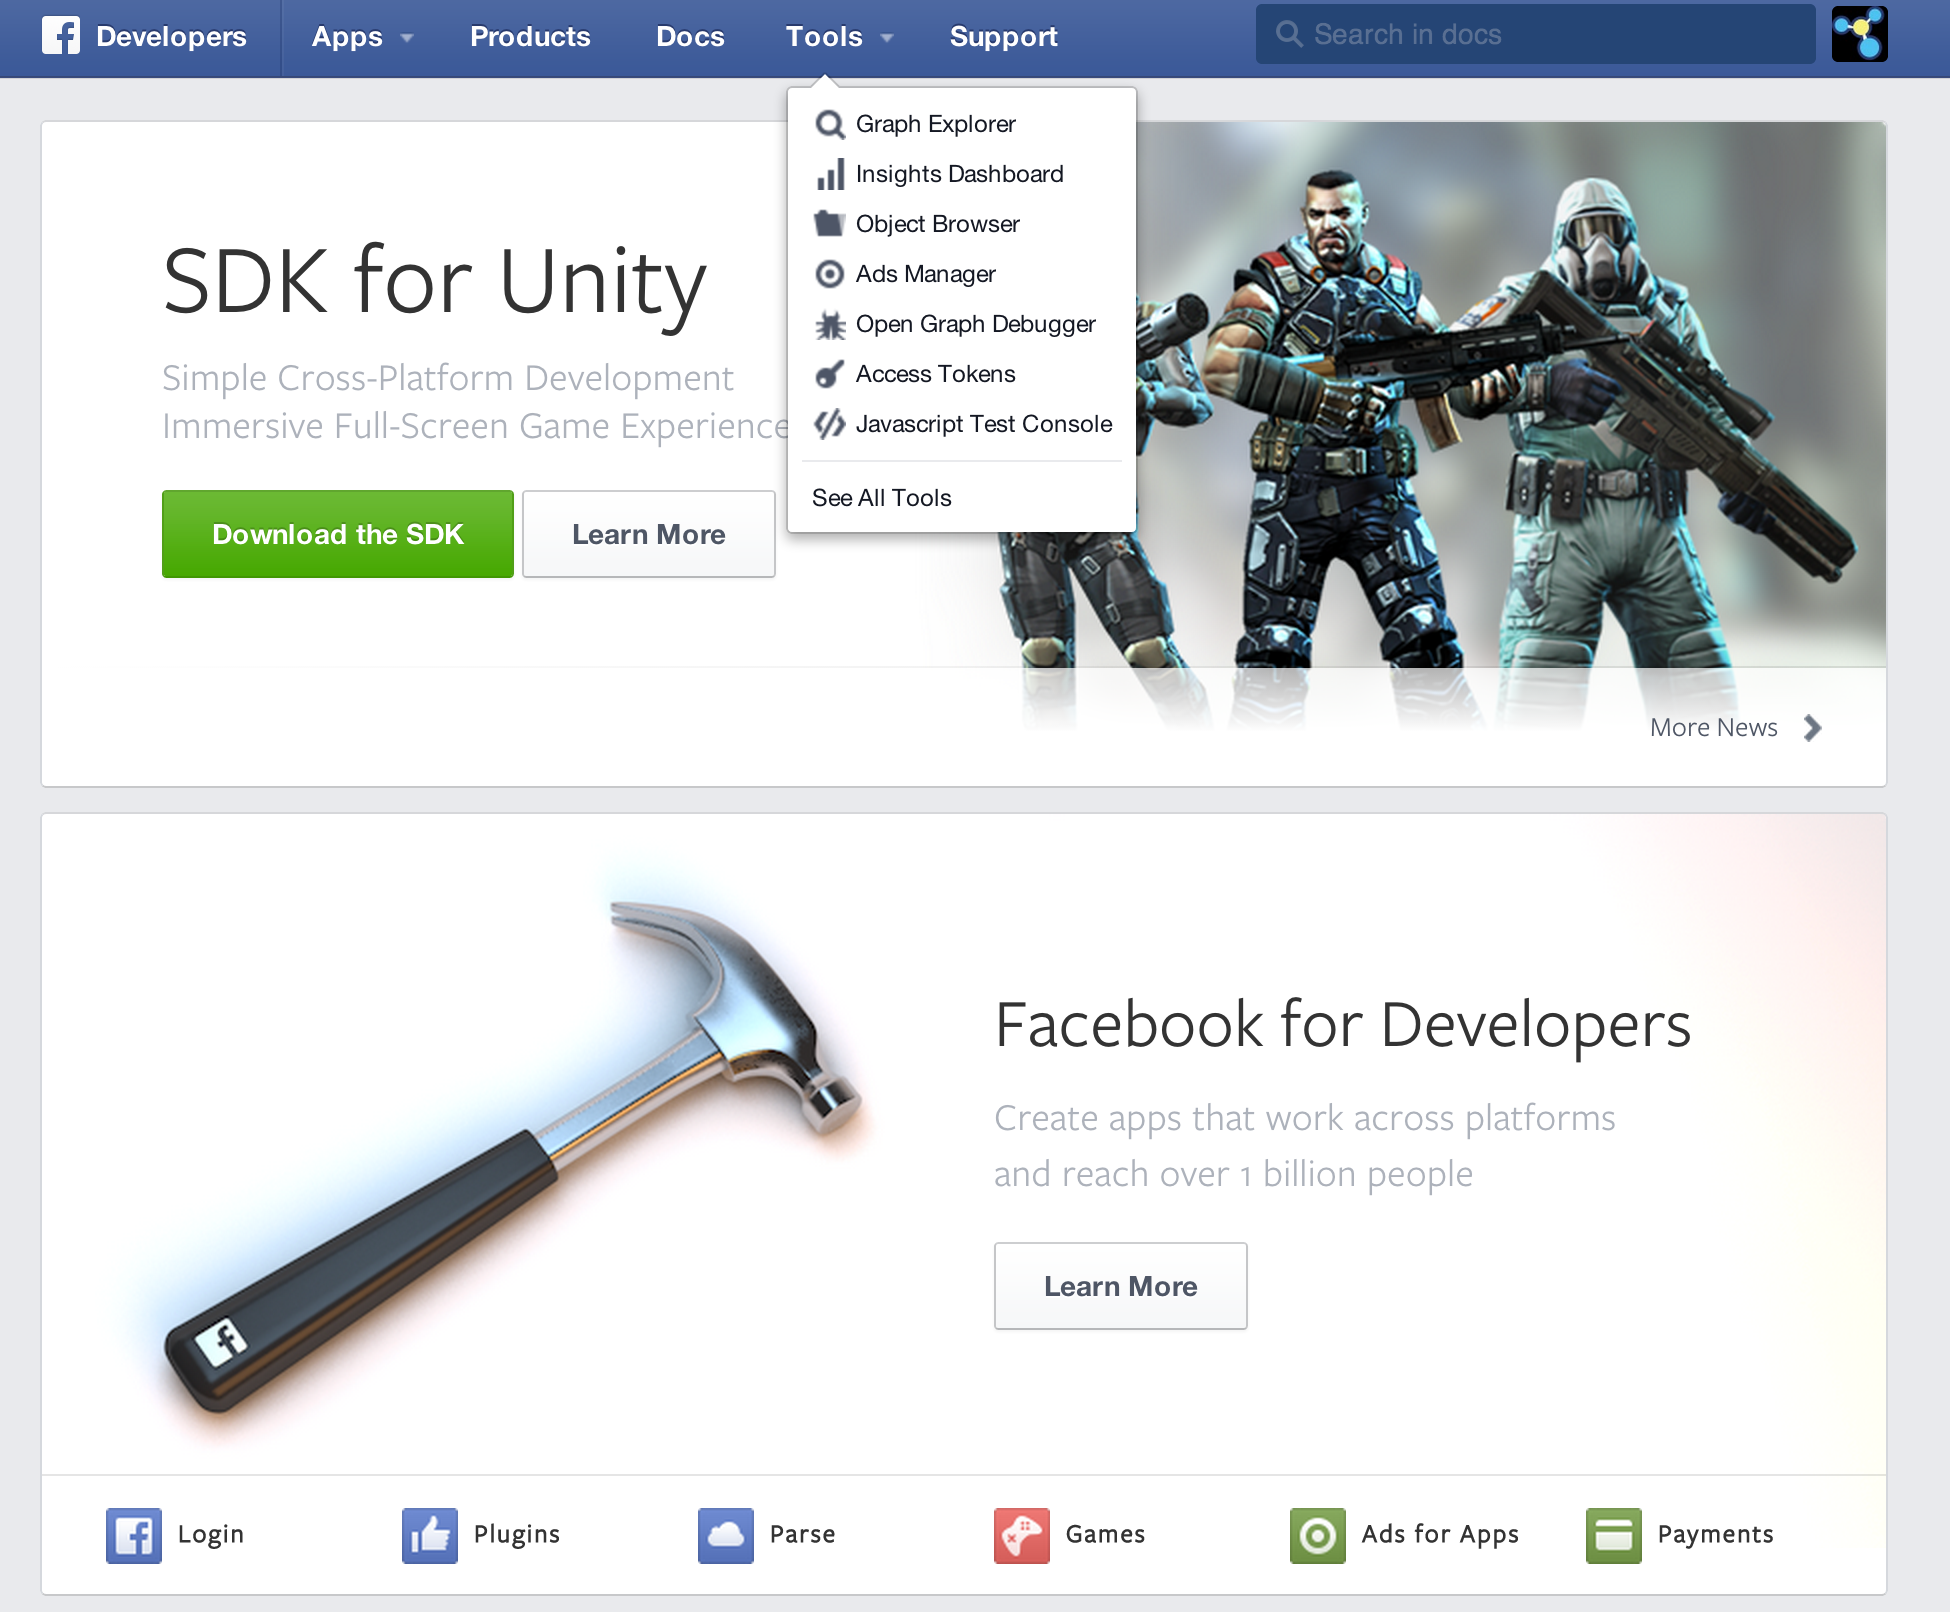 Developers
Apps
Products
Docs
Tools
Support
Search in docs
Graph Explorer
Insights Dashboard
Object Browser
Ads Manager
Open Graph Debugger
Access Tokens
Javascript Test Console
See All Tools
SDK for Unity
Simple Cross-Platform Development
Immersive Full-Screen Game Experience
Download the SDK
Learn More
More News
Facebook for Developers
Create apps that work across platforms
and reach over 1 billion people
Learn More
Login
Plugins
Parse
Games
Ads for Apps
Payments